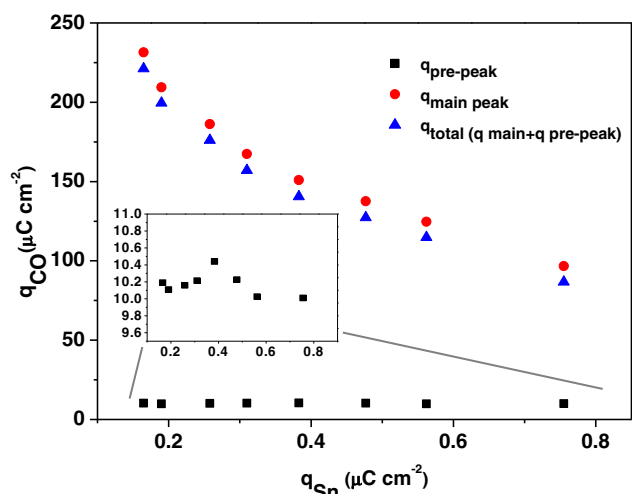 250
200
150
100
50
0
q_CO (μC cm⁻²)
q_pre-peak
q_main peak
q_total (q main+q pre-peak)
11.0
10.8
10.6
10.4
10.2
10.0
9.8
9.6
0.2 0.4 0.6 0.8
0.2 0.4 0.6 0.8
q_Sn (μC cm⁻²)